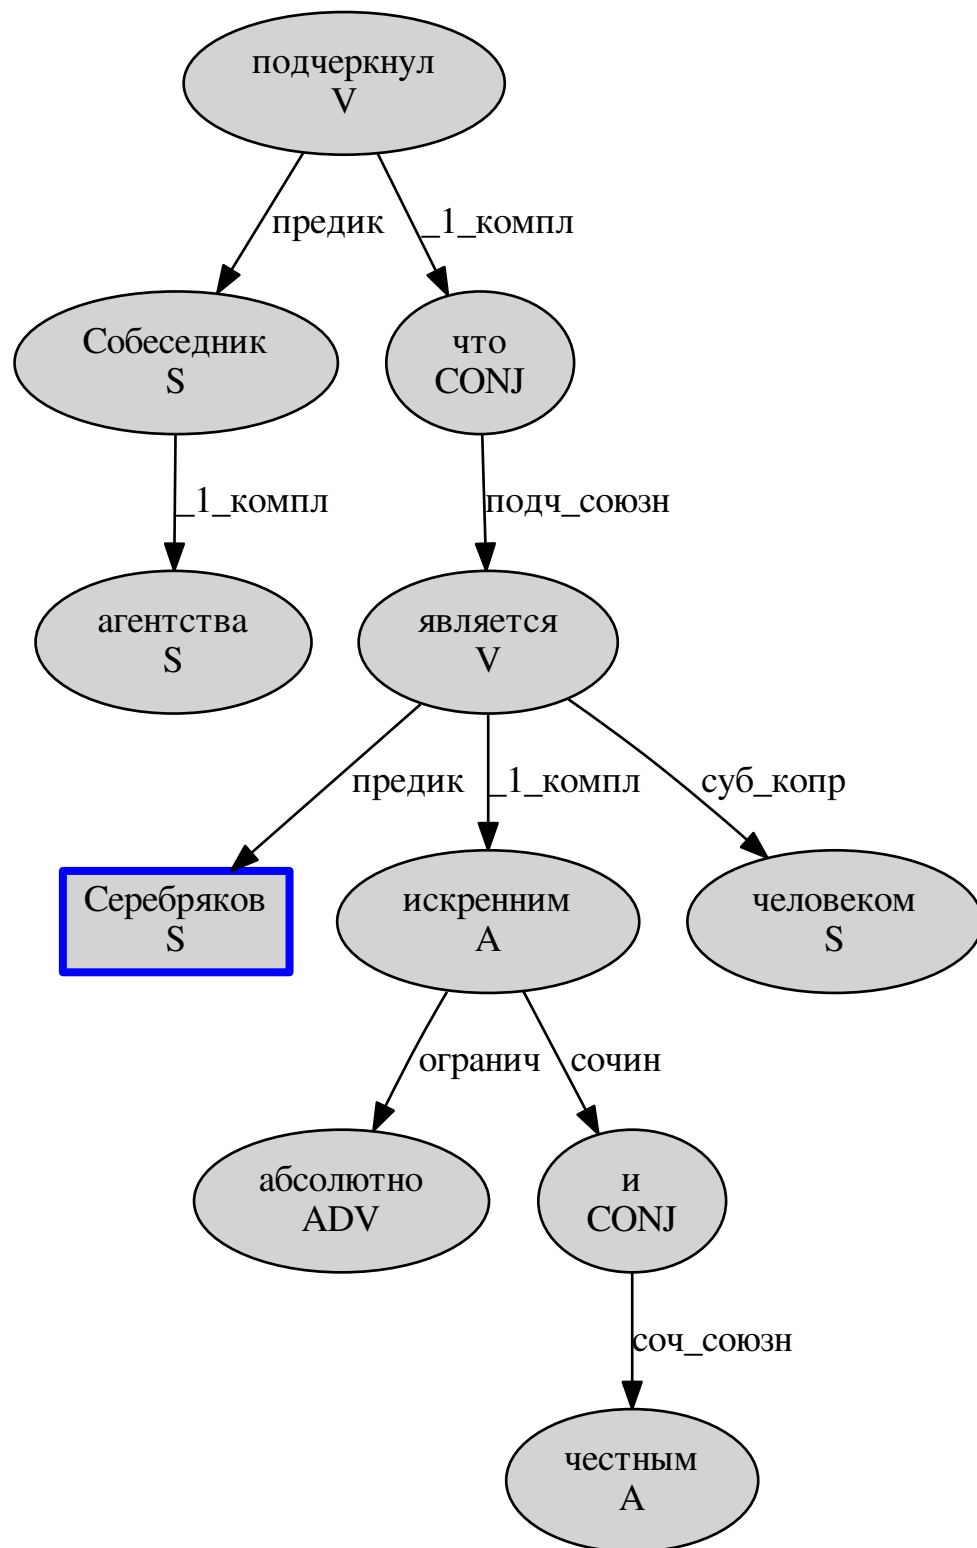 подчеркнул
V
предик
_1_компл
Собеседник
S
что
CONJ
_1_компл
подч_союзн
агентства
S
является
V
предик
_1_компл
суб_копр
Серебряков
S
искренним
A
человеком
S
огранич
сочин
абсолютно
ADV
и
CONJ
соч_союзн
честным
A